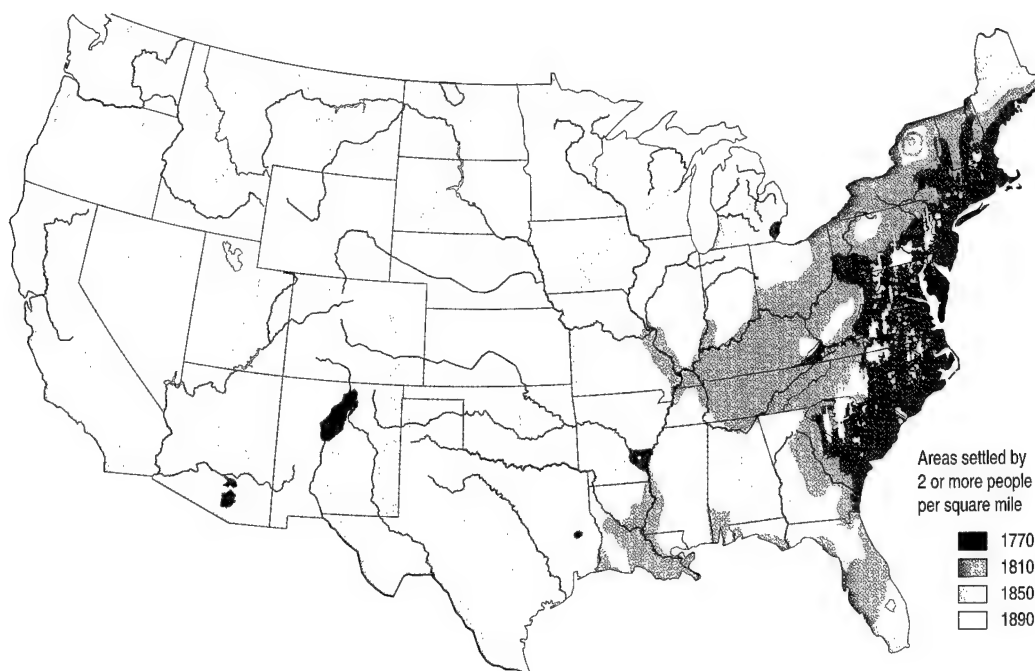 Areas settled by
2 or more people
per square mile
1770
1810
1850
1890